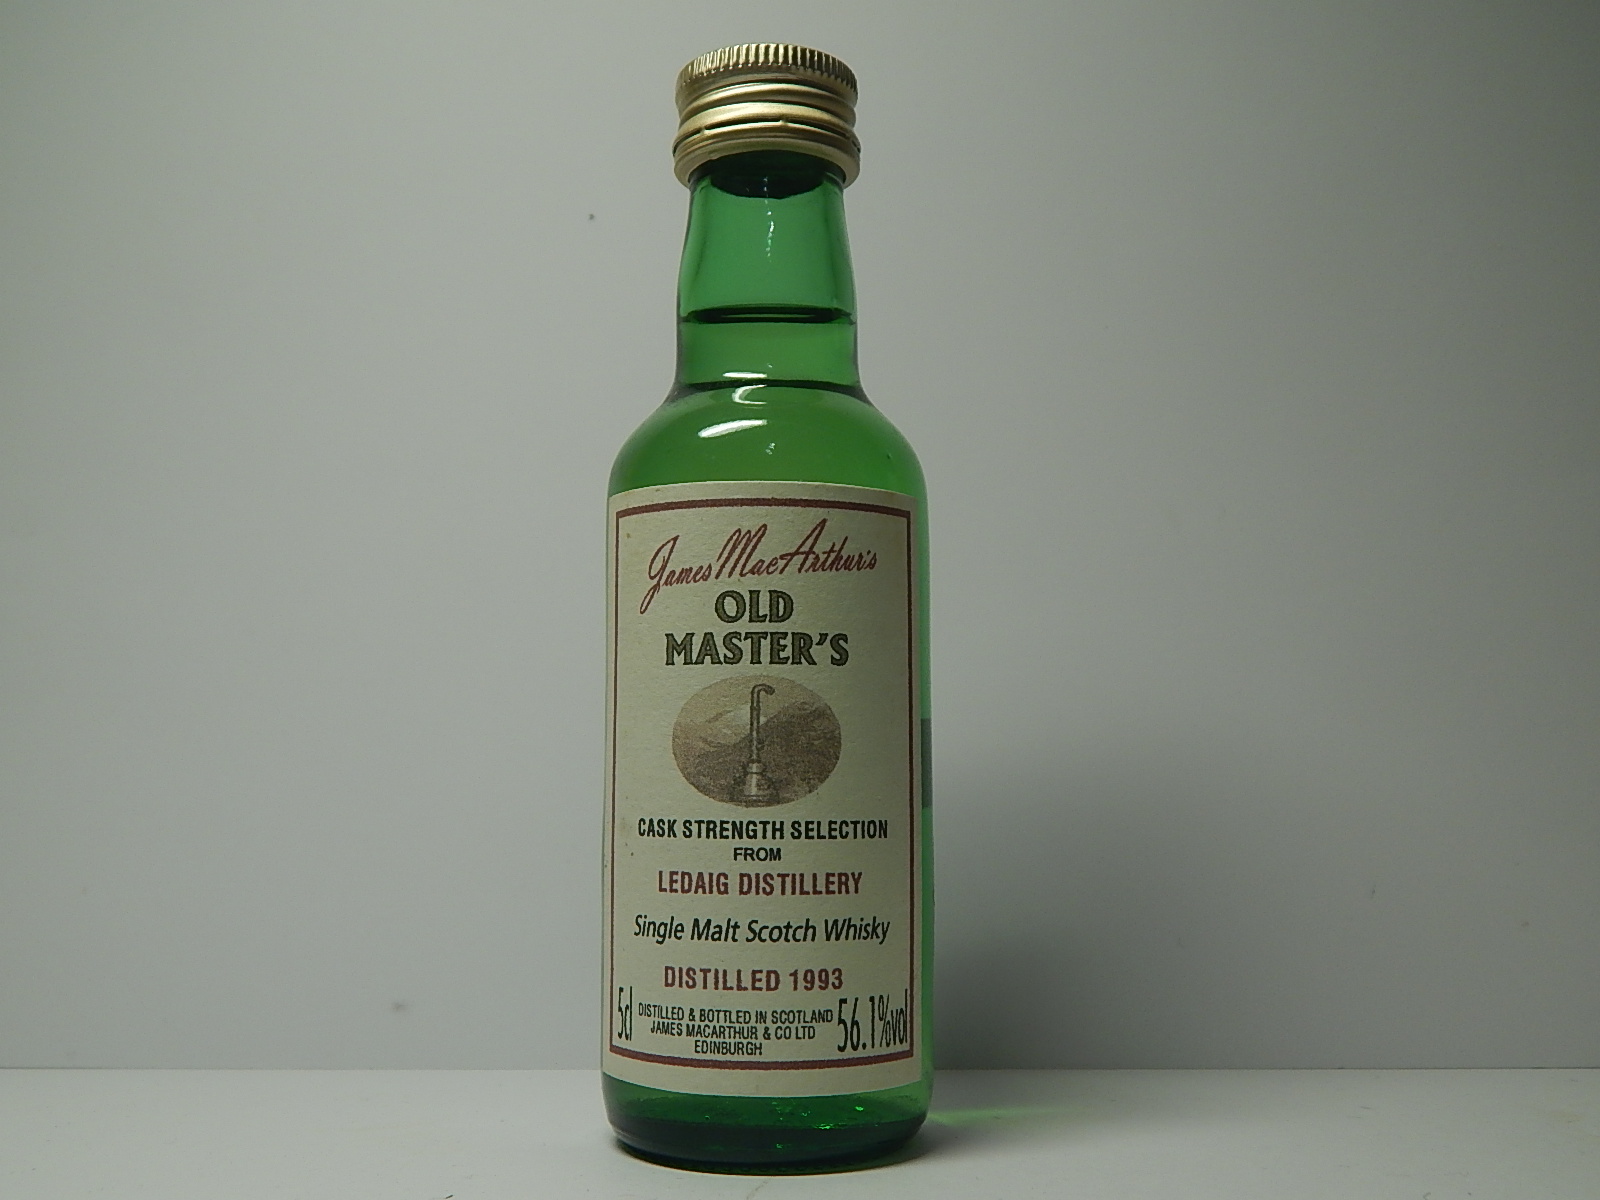 James MacArthur's
OLD
MASTER'S
CASK STRENGTH SELECTION
FROM
LEDAIG DISTILLERY
Single Malt Scotch Whisky
DISTILLED 1993
5cl
DISTILLED & BOTTLED IN SCOTLAND
JAMES MACARTHUR & CO LTD
EDINBURGH
56.1%vol